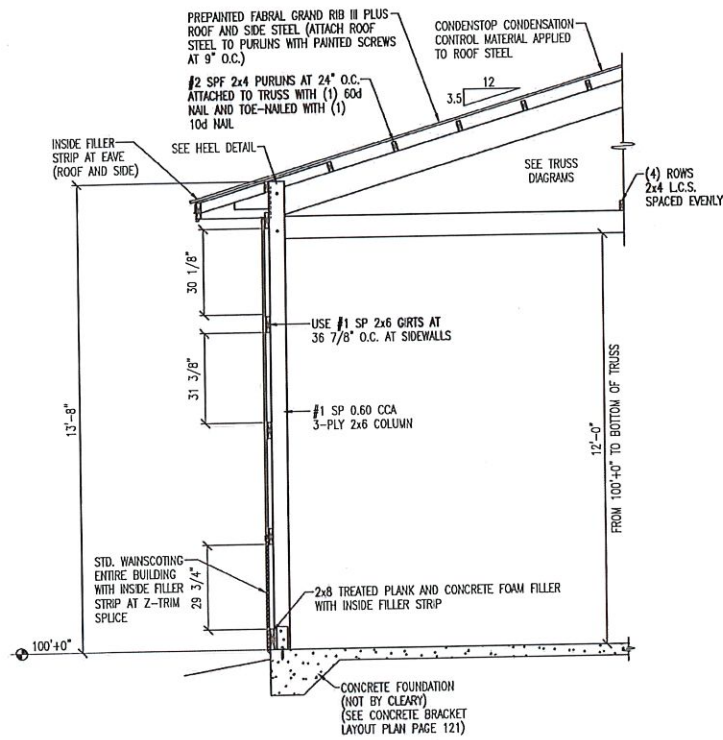 PREPAINTED FABRAL GRAND RIB III PLUS
ROOF AND SIDE STEEL (ATTACH ROOF
STEEL TO PURLINS WITH PAINTED SCREWS
AT 9" O.C.)
CONDENSTOP CONDENSATION
CONTROL MATERIAL APPLIED
TO ROOF STEEL
#2 SPF 2x4 PURLINS AT 24" O.C.
ATTACHED TO TRUSS WITH (1) 60d
NAIL AND TOE-NAILED WITH (1)
10d NAIL
12
3.5
INSIDE FILLER
STRIP AT EAVE
(ROOF AND SIDE)
SEE HEEL DETAIL
SEE TRUSS
DIAGRAMS
(4) ROWS
2x4 L.C.S.
SPACED EVENLY
30 1/8"
USE #1 SP 2x6 GIRTS AT
36 7/8" O.C. AT SIDEWALLS
31 3/8"
13'-8"
#1 SP 0.60 CCA
3-PLY 2x6 COLUMN
12'-0"
FROM 100'+0" TO BOTTOM OF TRUSS
STD. WAINSCOTING
ENTIRE BUILDING
WITH INSIDE FILLER
STRIP AT Z-TRIM
SPLICE
29 3/4"
2x8 TREATED PLANK AND CONCRETE FOAM FILLER
WITH INSIDE FILLER STRIP
100'+0"
CONCRETE FOUNDATION
(NOT BY CLEARY)
(SEE CONCRETE BRACKET
LAYOUT PLAN PAGE 121)